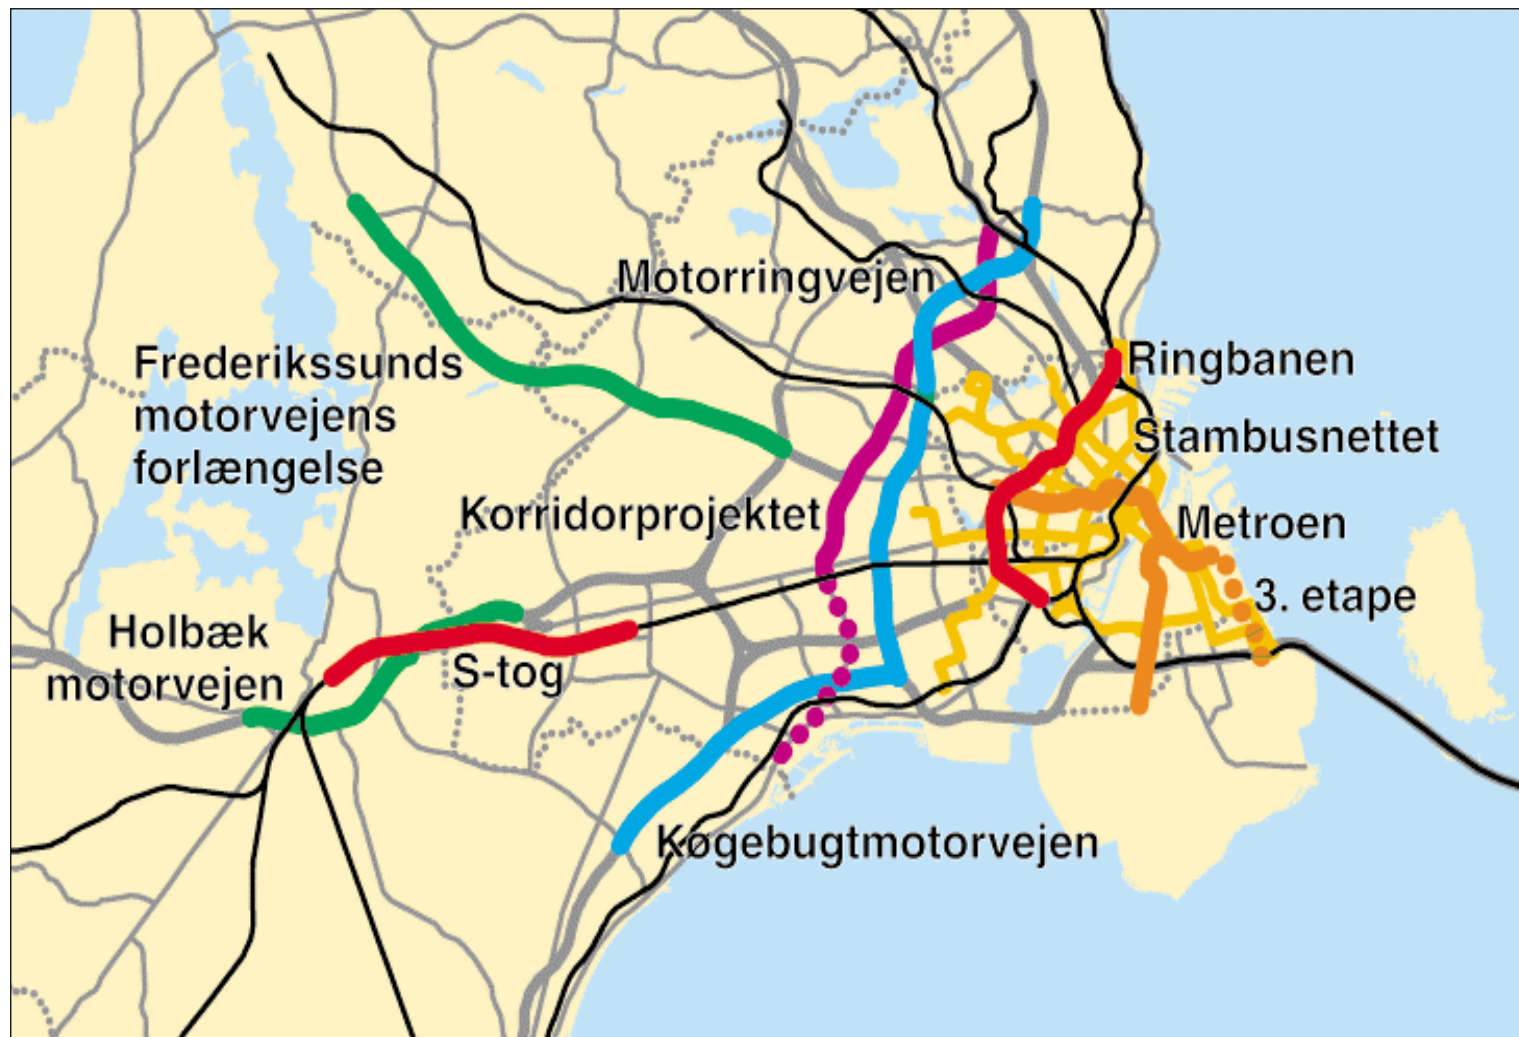 Motorringvejen
Ringbanen
Frederikssunds
motorvejens
forlængelse
Stambusnettet
Korridorprojektet
Metroen
3. etape
Holbæk
motorvejen
S-tog
Køgebugtmotorvejen